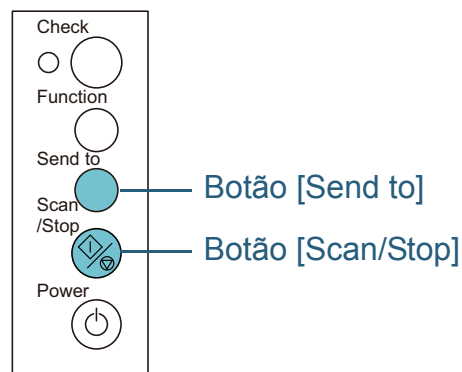 Check
Function
Send to
Botão [Send to]
Scan
/Stop
Botão [Scan/Stop]
Power